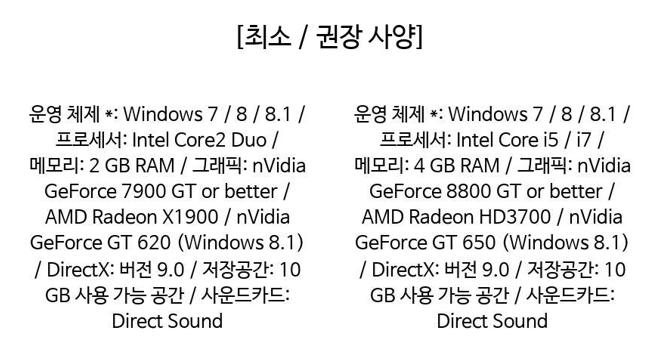 [최소 / 권장 사양]
운영 체제 *: Windows 7 / 8 / 8.1 /
프로세서: Intel Core2 Duo /
메모리: 2 GB RAM / 그래픽: nVidia
GeForce 7900 GT or better /
AMD Radeon X1900 / nVidia
GeForce GT 620 (Windows 8.1)
/ DirectX: 버전 9.0 / 저장공간: 10
GB 사용 가능 공간 / 사운드카드:
Direct Sound
운영 체제 *: Windows 7 / 8 / 8.1 /
프로세서: Intel Core i5 / i7 /
메모리: 4 GB RAM / 그래픽: nVidia
GeForce 8800 GT or better /
AMD Radeon HD3700 / nVidia
GeForce GT 650 (Windows 8.1)
/ DirectX: 버전 9.0 / 저장공간: 10
GB 사용 가능 공간 / 사운드카드:
Direct Sound